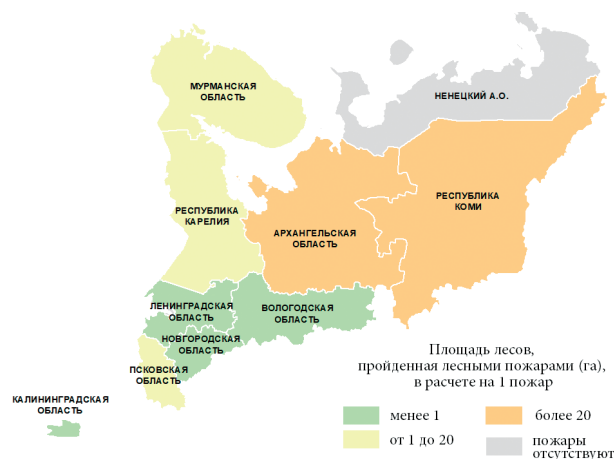 МУРМАНСКАЯ
ОБЛАСТЬ
НЕНЕЦКИЙ А.О.
РЕСПУБЛИКА
КАРЕЛИЯ
АРХАНГЕЛЬСКАЯ
ОБЛАСТЬ
РЕСПУБЛИКА
КОМИ
ЛЕНИНГРАДСКАЯ
ОБЛАСТЬ
ВОЛОГОДСКАЯ
ОБЛАСТЬ
НОВГОРОДСКАЯ
ОБЛАСТЬ
ПСКОВСКАЯ
ОБЛАСТЬ
КАЛИНИНГРАДСКАЯ
ОБЛАСТЬ
Площадь лесов,
пройденная лесными пожарами (га),
в расчете на 1 пожар
менее 1
более 20
от 1 до 20
пожары
отсутствуют